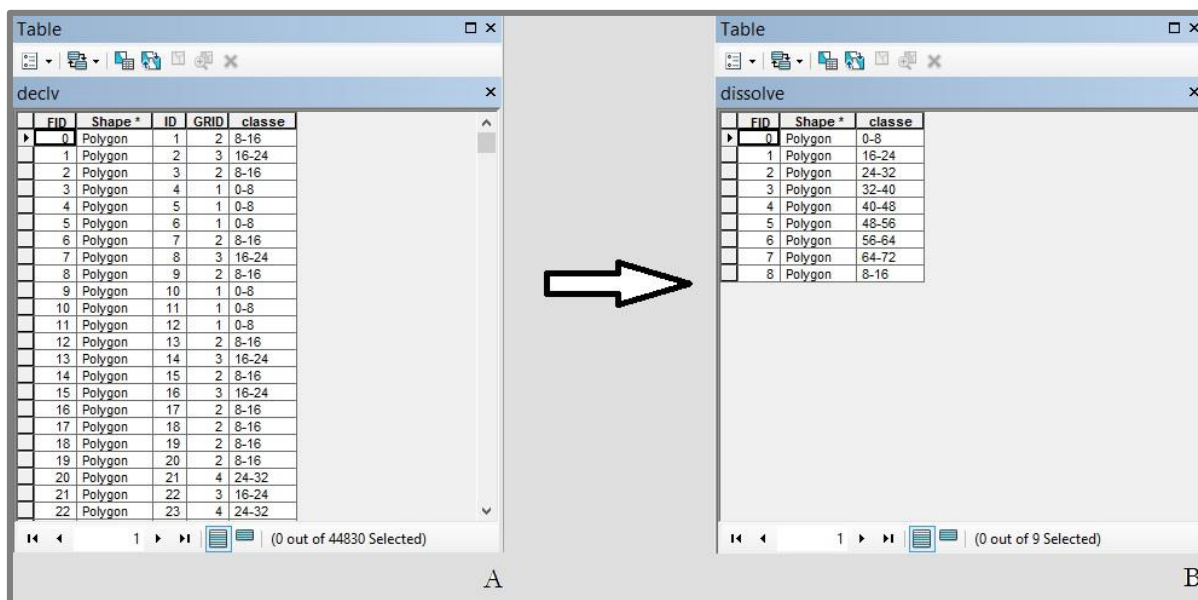 Table
declv
FID Shape * ID GRID classe
0 Polygon 1 2 8-16
1 Polygon 2 3 16-24
2 Polygon 3 2 8-16
3 Polygon 4 1 0-8
4 Polygon 5 1 0-8
5 Polygon 6 1 0-8
6 Polygon 7 2 8-16
7 Polygon 8 3 16-24
8 Polygon 9 2 8-16
9 Polygon 10 1 0-8
10 Polygon 11 1 0-8
11 Polygon 12 1 0-8
12 Polygon 13 2 8-16
13 Polygon 14 3 16-24
14 Polygon 15 2 8-16
15 Polygon 16 3 16-24
16 Polygon 17 2 8-16
17 Polygon 18 2 8-16
18 Polygon 19 2 8-16
19 Polygon 20 2 8-16
20 Polygon 21 4 24-32
21 Polygon 22 3 16-24
22 Polygon 23 4 24-32
1 (0 out of 44830 Selected)
A
Table
dissolve
FID Shape * classe
0 Polygon 0-8
1 Polygon 16-24
2 Polygon 24-32
3 Polygon 32-40
4 Polygon 40-48
5 Polygon 48-56
6 Polygon 56-64
7 Polygon 64-72
8 Polygon 8-16
1 (0 out of 9 Selected)
B